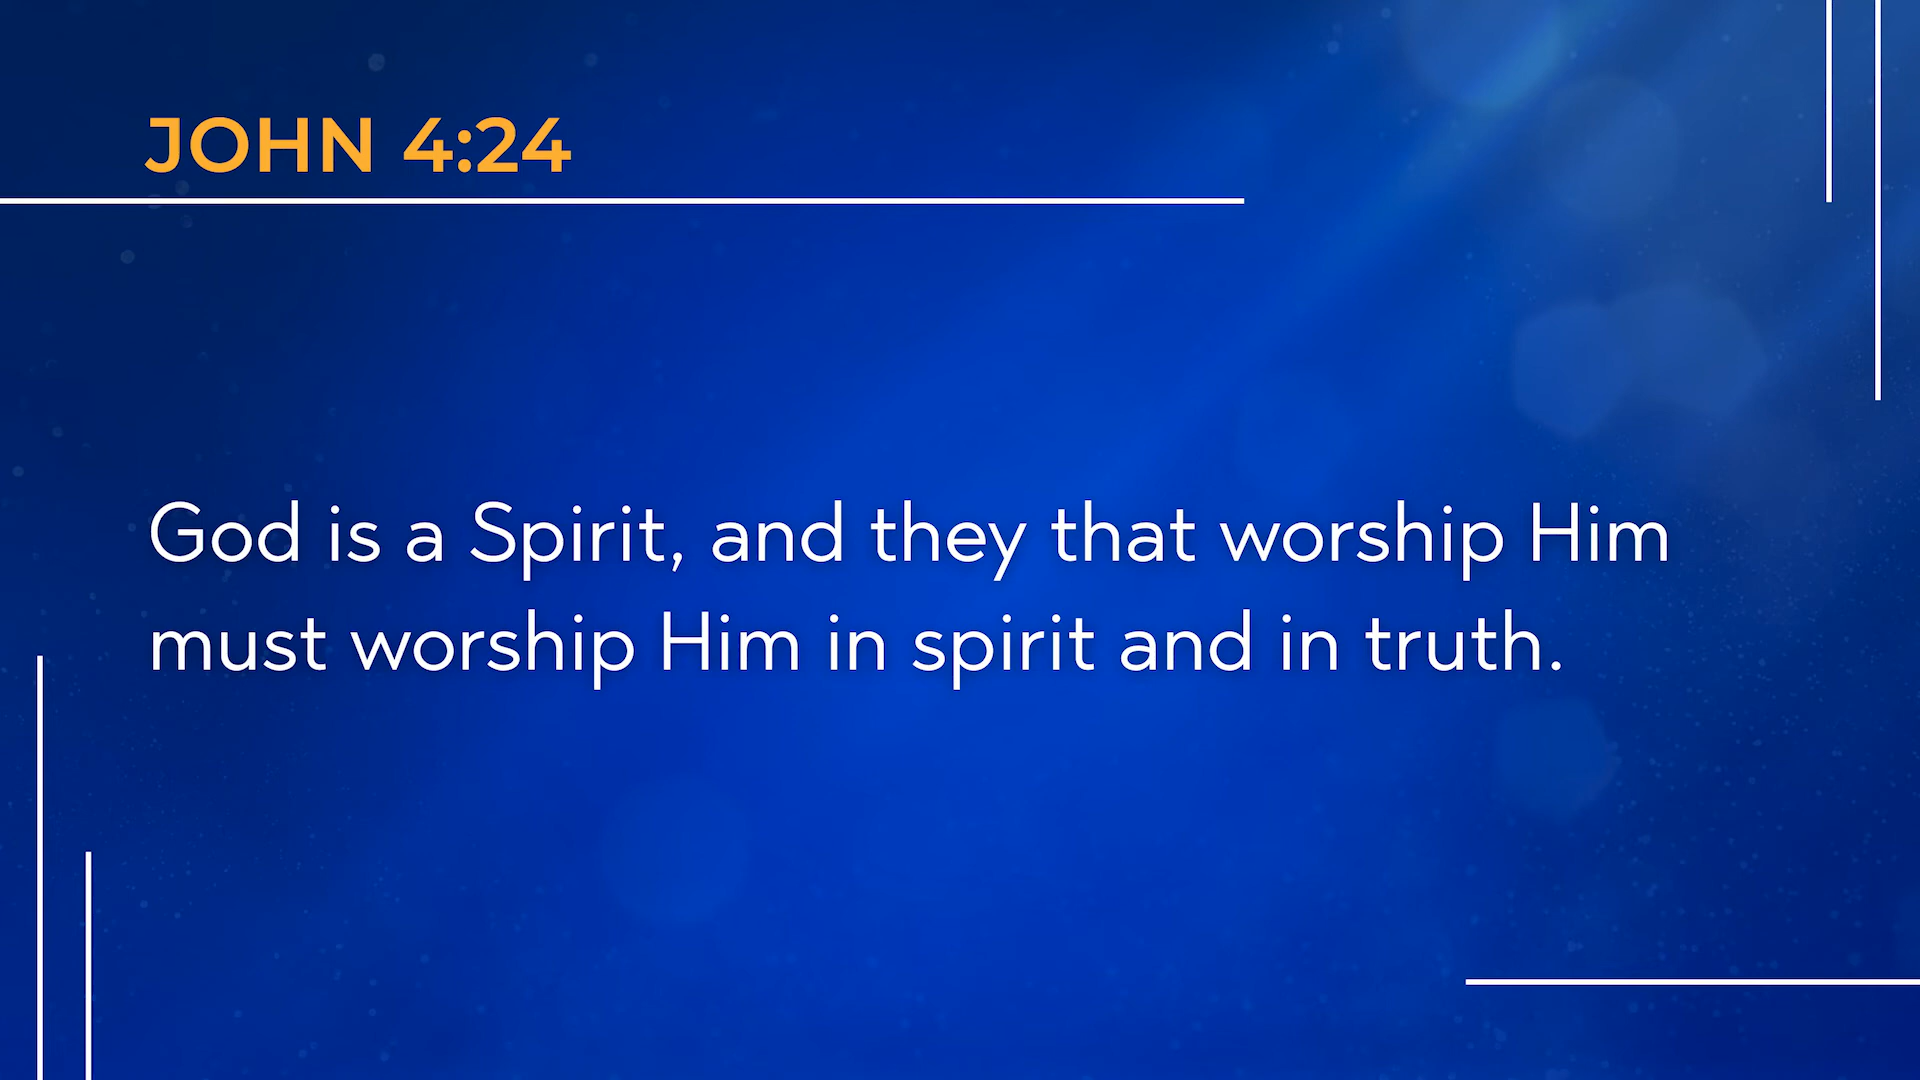 JOHN 4:24
God is a Spirit, and they that worship Him
must worship Him in spirit and in truth.